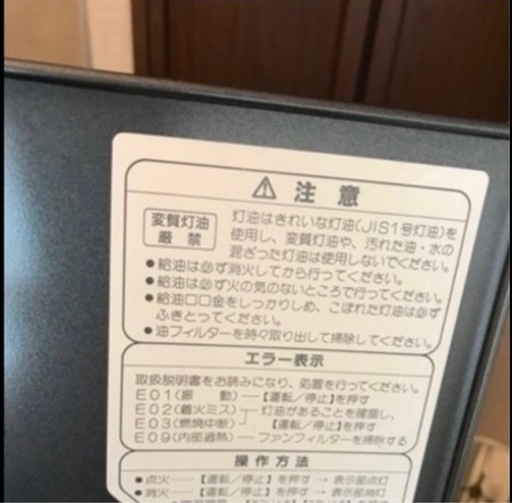 ⚠ 注意
変質灯油
厳禁
灯油はきれいな灯油(JIS1号灯油)を
使用し、変質灯油や、汚れた油・水の
混ざった灯油は使用しないでください。
●給油は必ず消火してから行ってください。
●給油は必ず火の気のないところで行ってください。
●給油口口金をしっかりしめ、こぼれた灯油は必ず
ふきとってください。
●油フィルターを時々取り出して掃除してください。
エラー表示
取扱説明書をお読みになり、処置を行ってください。
E01(振動)──【運転/停止】を押す
E02(着火ミス) 灯油があることを確認し、
E03(燃焼中断) 【運転/停止】を押す
E09(内部過熱)──ファンフィルターを掃除する
操作方法
●点火……【運転/停止】を押す → 表示部点灯
●消火……【運転/停止】を押す → 表示部消灯